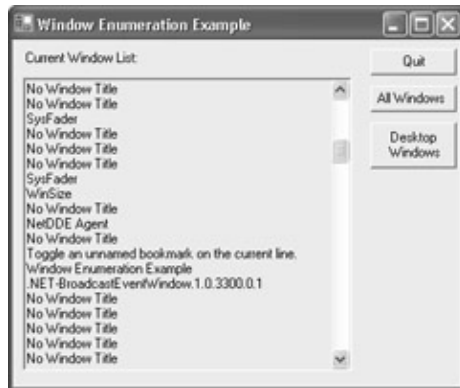 Window Enumeration Example
Current Window List:
No Window Title
No Window Title
SysFader
No Window Title
No Window Title
No Window Title
SysFader
WinSize
No Window Title
NetDDE Agent
No Window Title
Toggle an unnamed bookmark on the current line.
Window Enumeration Example
.NET-BroadcastEventWindow.1.0.3300.0.1
No Window Title
No Window Title
No Window Title
No Window Title
No Window Title
Quit
All Windows
Desktop
Windows